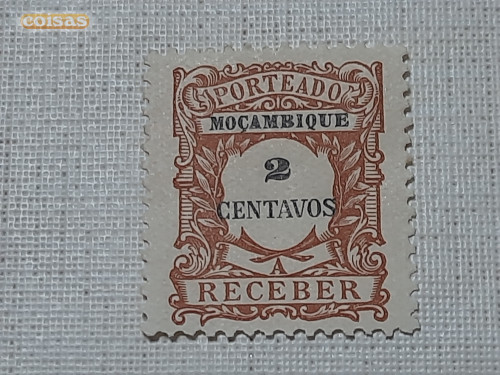 coisas
PORTEADO
MOÇAMBIQUE
2
CENTAVOS
A
RECEBER